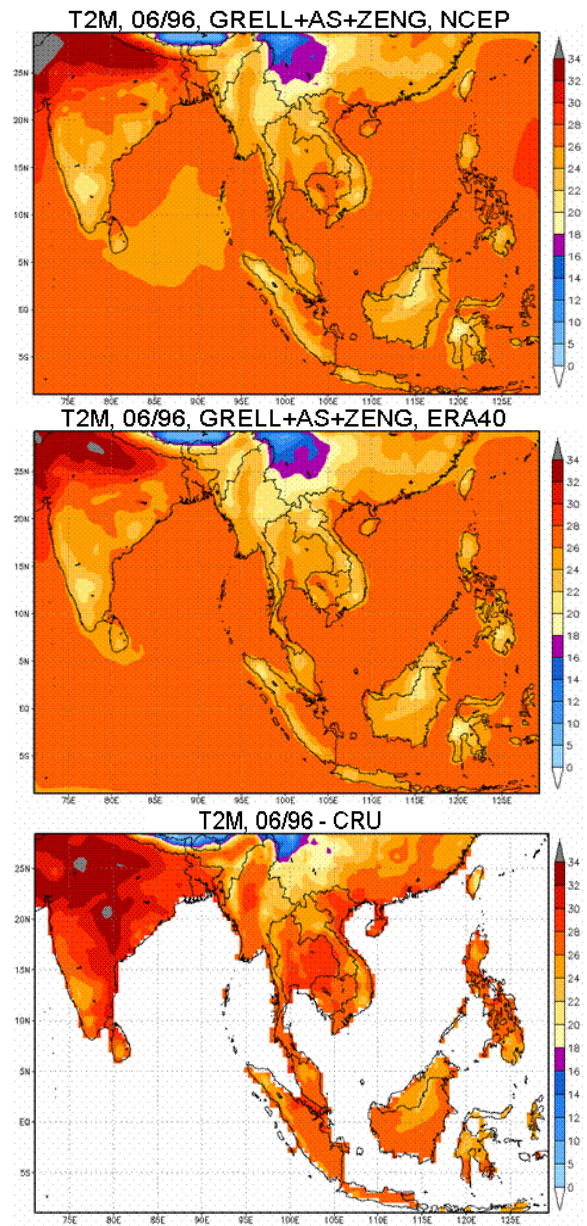 T2M, 06/96, GRELL+AS+ZENG, NCEP
34
32
30
28
26
24
22
20
18
16
14
12
10
5
0
25N
20N
15N
10N
5N
EQ
5S
75E 80E 85E 90E 95E 100E 105E 110E 115E 120E 125E
T2M, 06/96, GRELL+AS+ZENG, ERA40
34
32
30
28
26
24
22
20
18
16
14
12
10
5
0
25N
20N
15N
10N
5N
EQ
5S
75E 80E 85E 90E 95E 100E 105E 110E 115E 120E 125E
T2M, 06/96 - CRU
34
32
30
28
26
24
22
20
18
16
14
12
10
5
0
25N
20N
15N
10N
5N
EQ
5S
75E 80E 85E 90E 95E 100E 105E 110E 115E 120E 125E